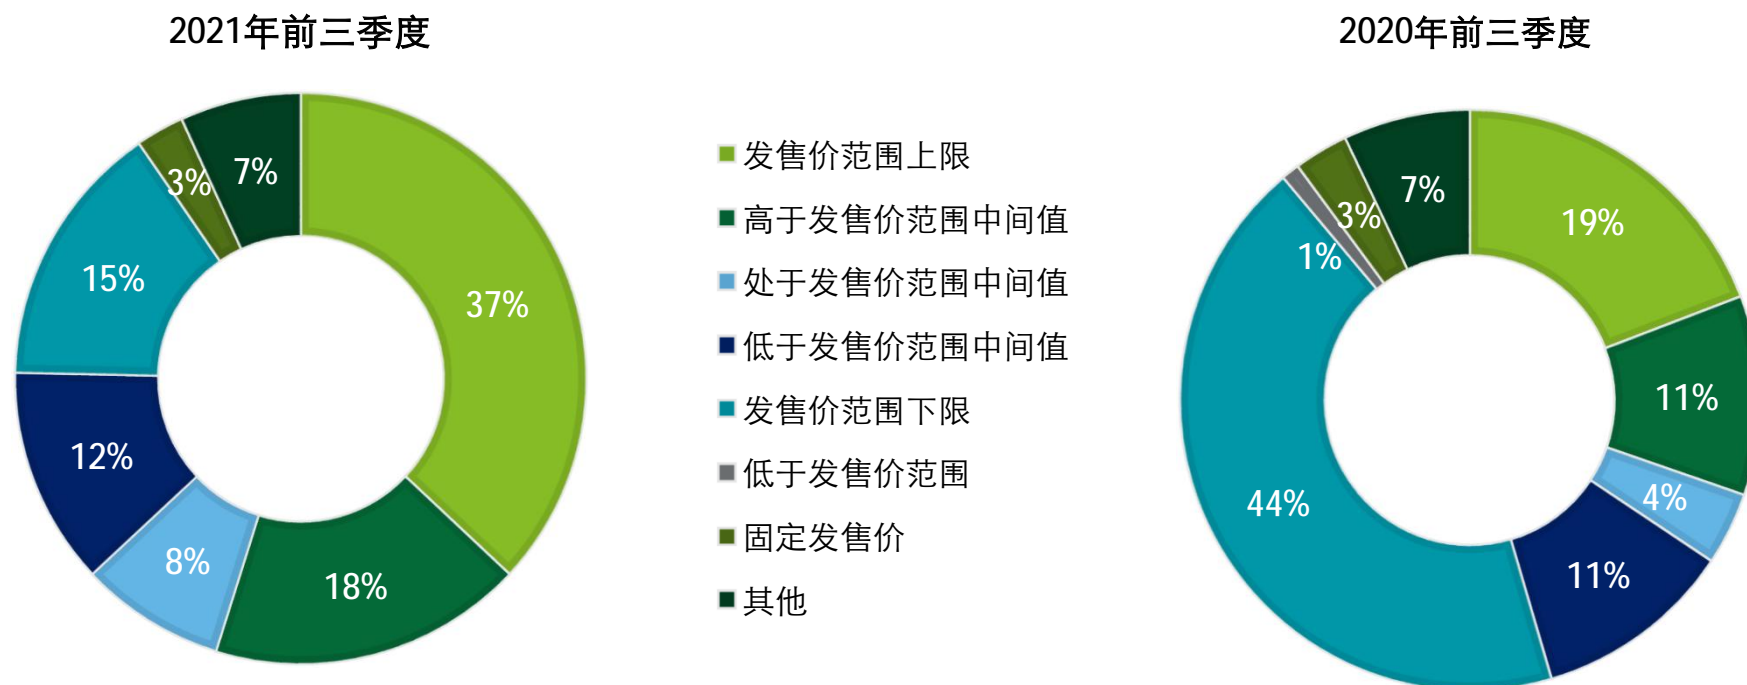 2021年前三季度
37%
18%
8%
12%
15%
3%
7%
发售价范围上限
高于发售价范围中间值
处于发售价范围中间值
低于发售价范围中间值
发售价范围下限
低于发售价范围
固定发售价
其他
2020年前三季度
19%
11%
4%
11%
44%
1%
3%
7%